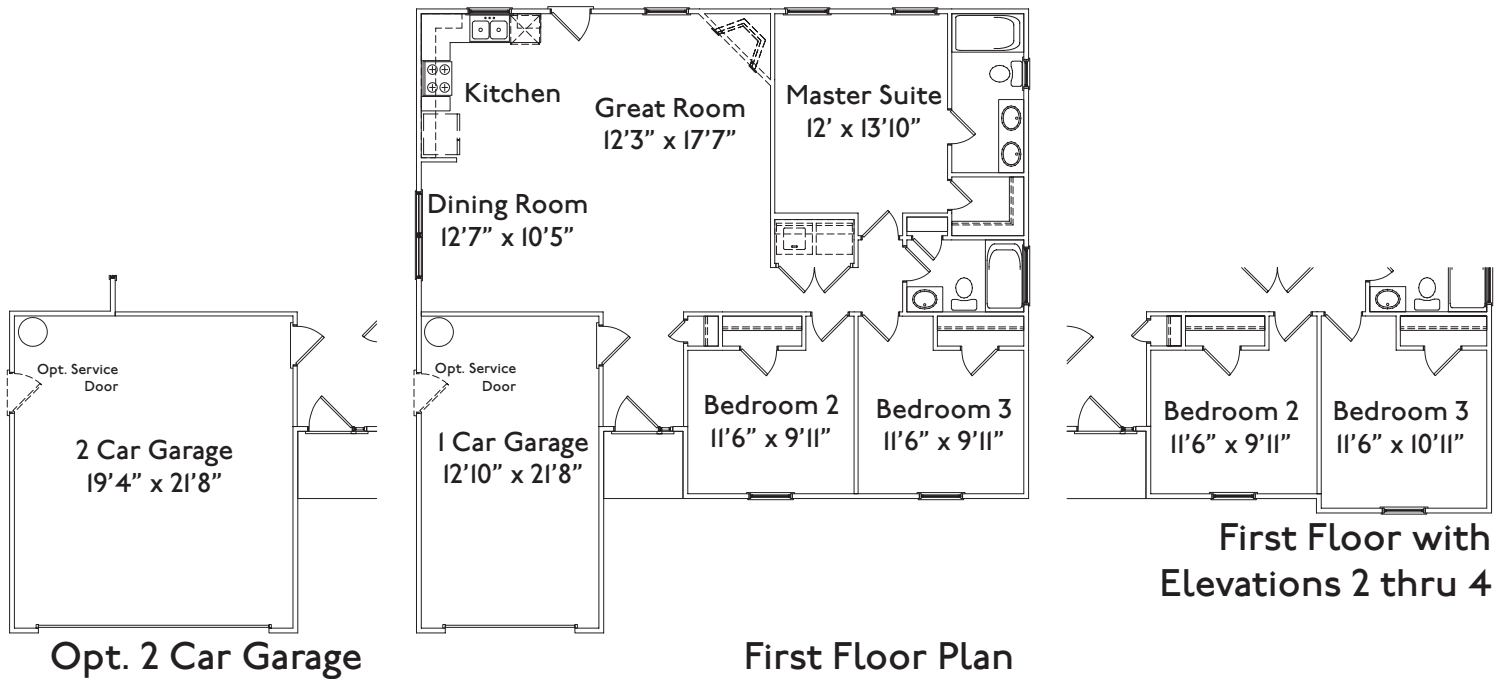 Kitchen
Great Room
12'3" x 17'7"
Master Suite
12' x 13'10"
Dining Room
12'7" x 10'5"
Opt. Service
Door
2 Car Garage
19'4" x 21'8"
Opt. 2 Car Garage
Opt. Service
Door
1 Car Garage
12'10" x 21'8"
Bedroom 2
11'6" x 9'11"
Bedroom 3
11'6" x 9'11"
First Floor Plan
Bedroom 2
11'6" x 9'11"
Bedroom 3
11'6" x 10'11"
First Floor with
Elevations 2 thru 4